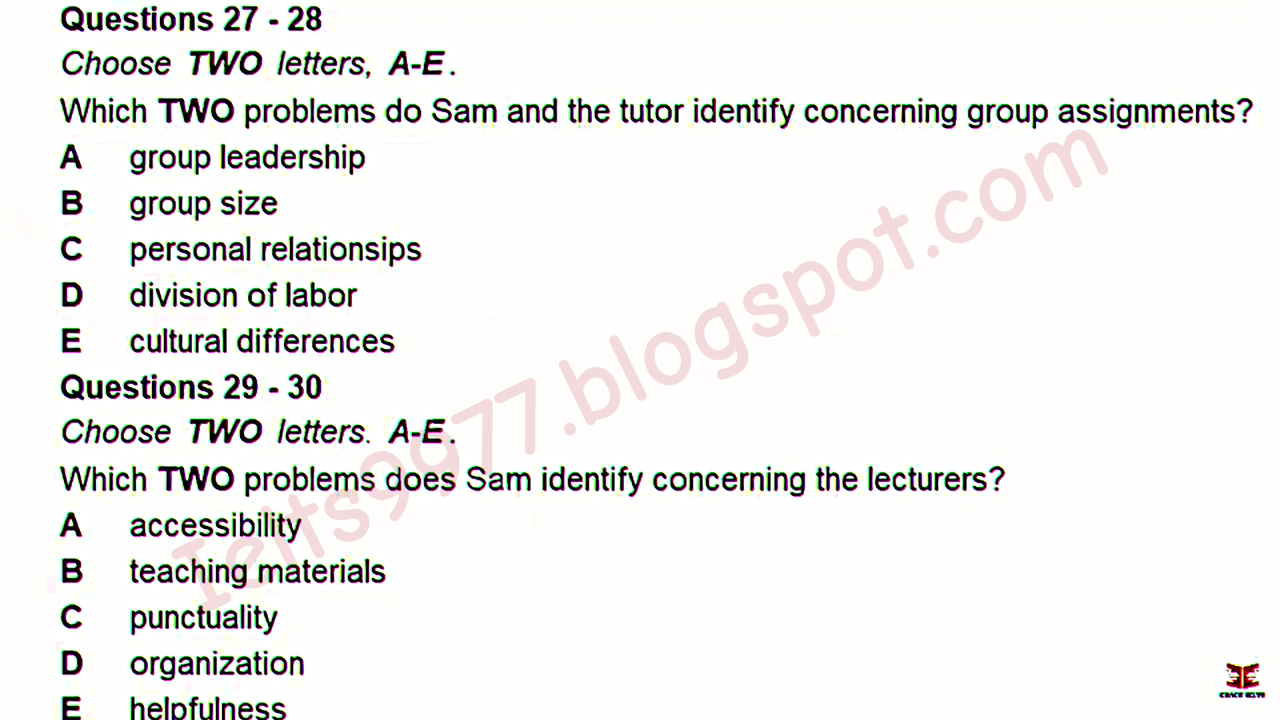 Questions 27 - 28
Choose TWO letters, A-E.
Which TWO problems do Sam and the tutor identify concerning group assignments?
A group leadership
B group size
C personal relationsips
D division of labor
E cultural differences
Questions 29 - 30
Choose TWO letters. A-E.
Which TWO problems does Sam identify concerning the lecturers?
A accessibility
B teaching materials
C punctuality
D organization
E helpfulness
Ielts9977.blogspot.com
CRACK IELTS